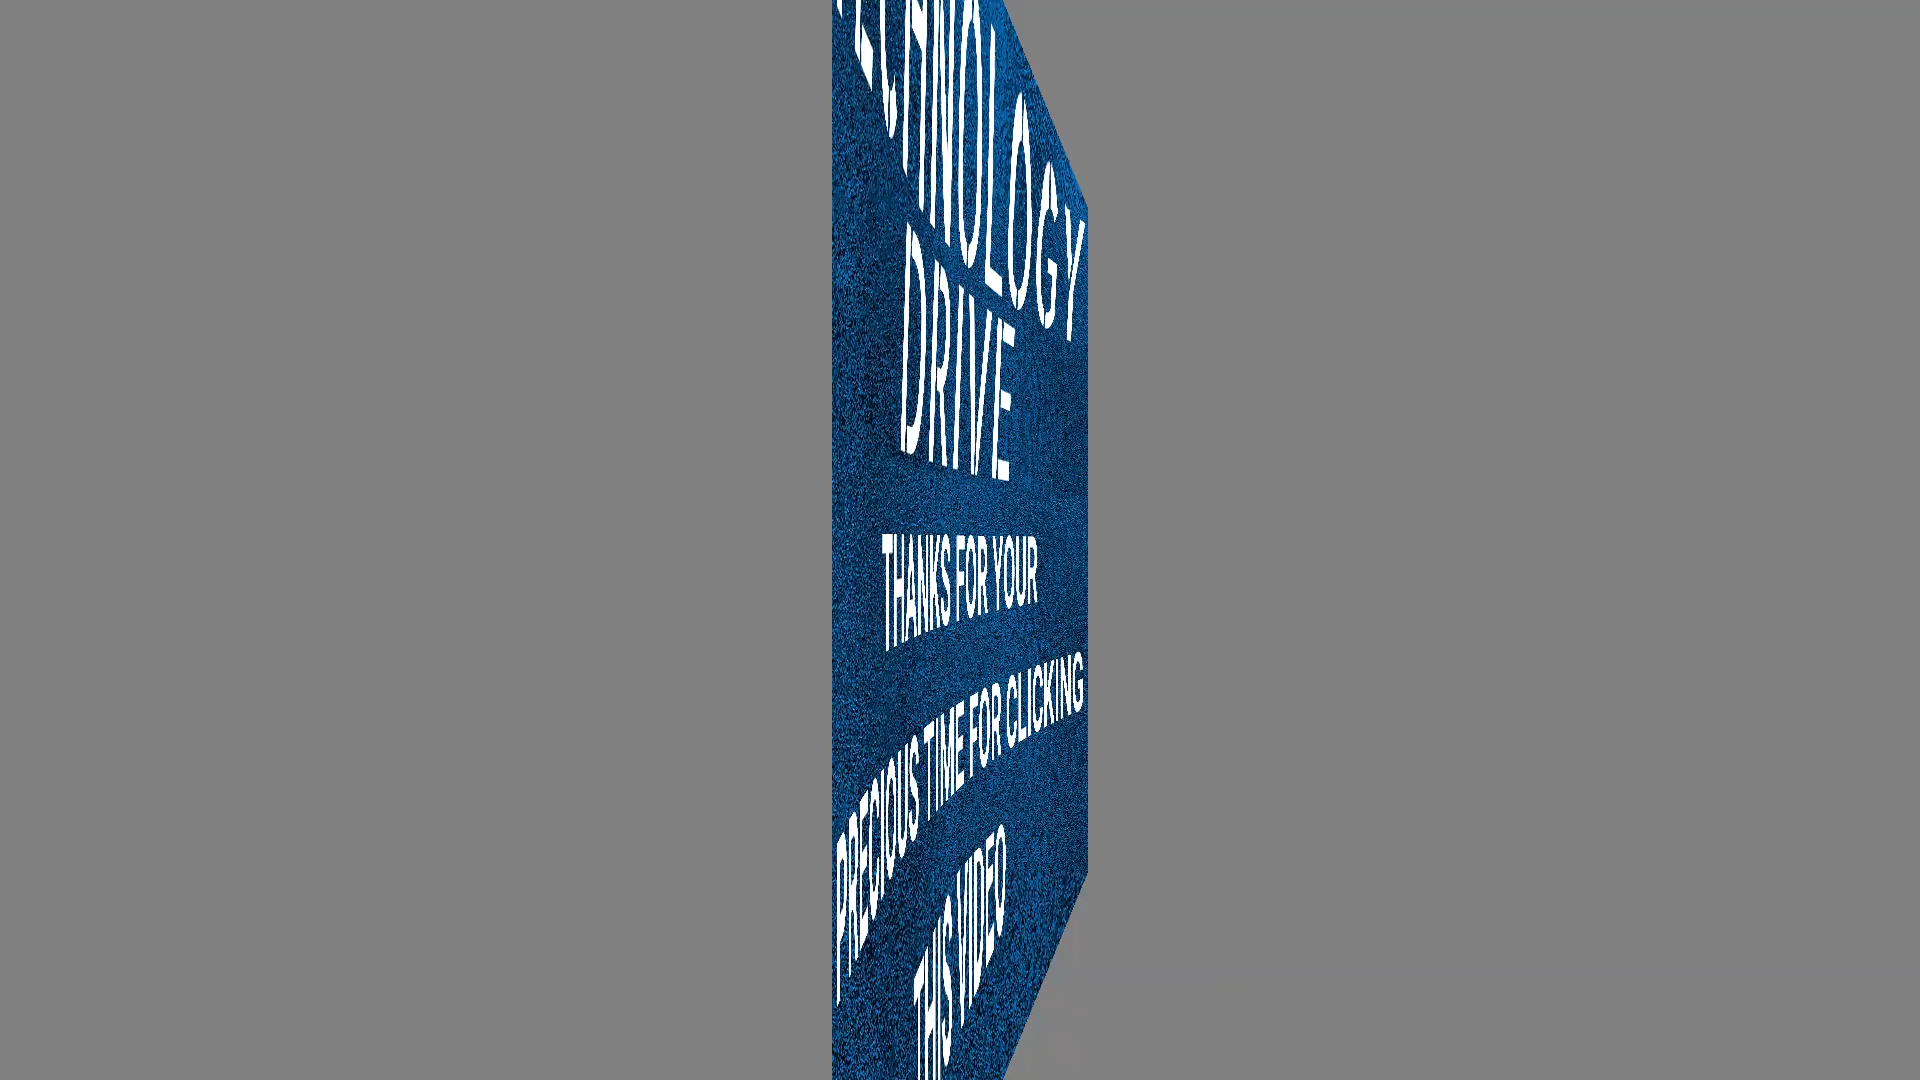 TECHNOLOGY
DRIVE
THANKS FOR YOUR
PRECIOUS TIME FOR CLICKING
THIS VIDEO